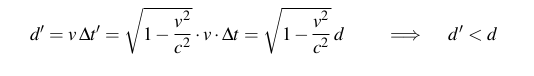 d′ = v Δt′ = √(1 − v²/c²) · v · Δt = √(1 − v²/c²) d ⟹ d′ < d